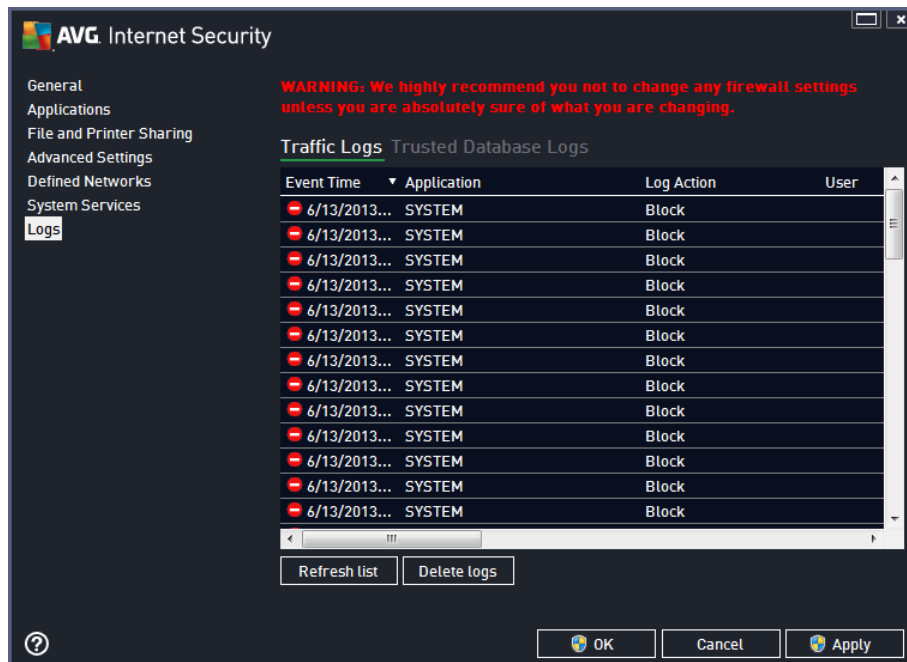 AVG. Internet Security
General
Applications
File and Printer Sharing
Advanced Settings
Defined Networks
System Services
Logs
WARNING: We highly recommend you not to change any firewall settings
unless you are absolutely sure of what you are changing.
Traffic Logs Trusted Database Logs
Event Time Application Log Action User
6/13/2013... SYSTEM Block
6/13/2013... SYSTEM Block
6/13/2013... SYSTEM Block
6/13/2013... SYSTEM Block
6/13/2013... SYSTEM Block
6/13/2013... SYSTEM Block
6/13/2013... SYSTEM Block
6/13/2013... SYSTEM Block
6/13/2013... SYSTEM Block
6/13/2013... SYSTEM Block
6/13/2013... SYSTEM Block
6/13/2013... SYSTEM Block
6/13/2013... SYSTEM Block
Refresh list Delete logs
? OK Cancel Apply